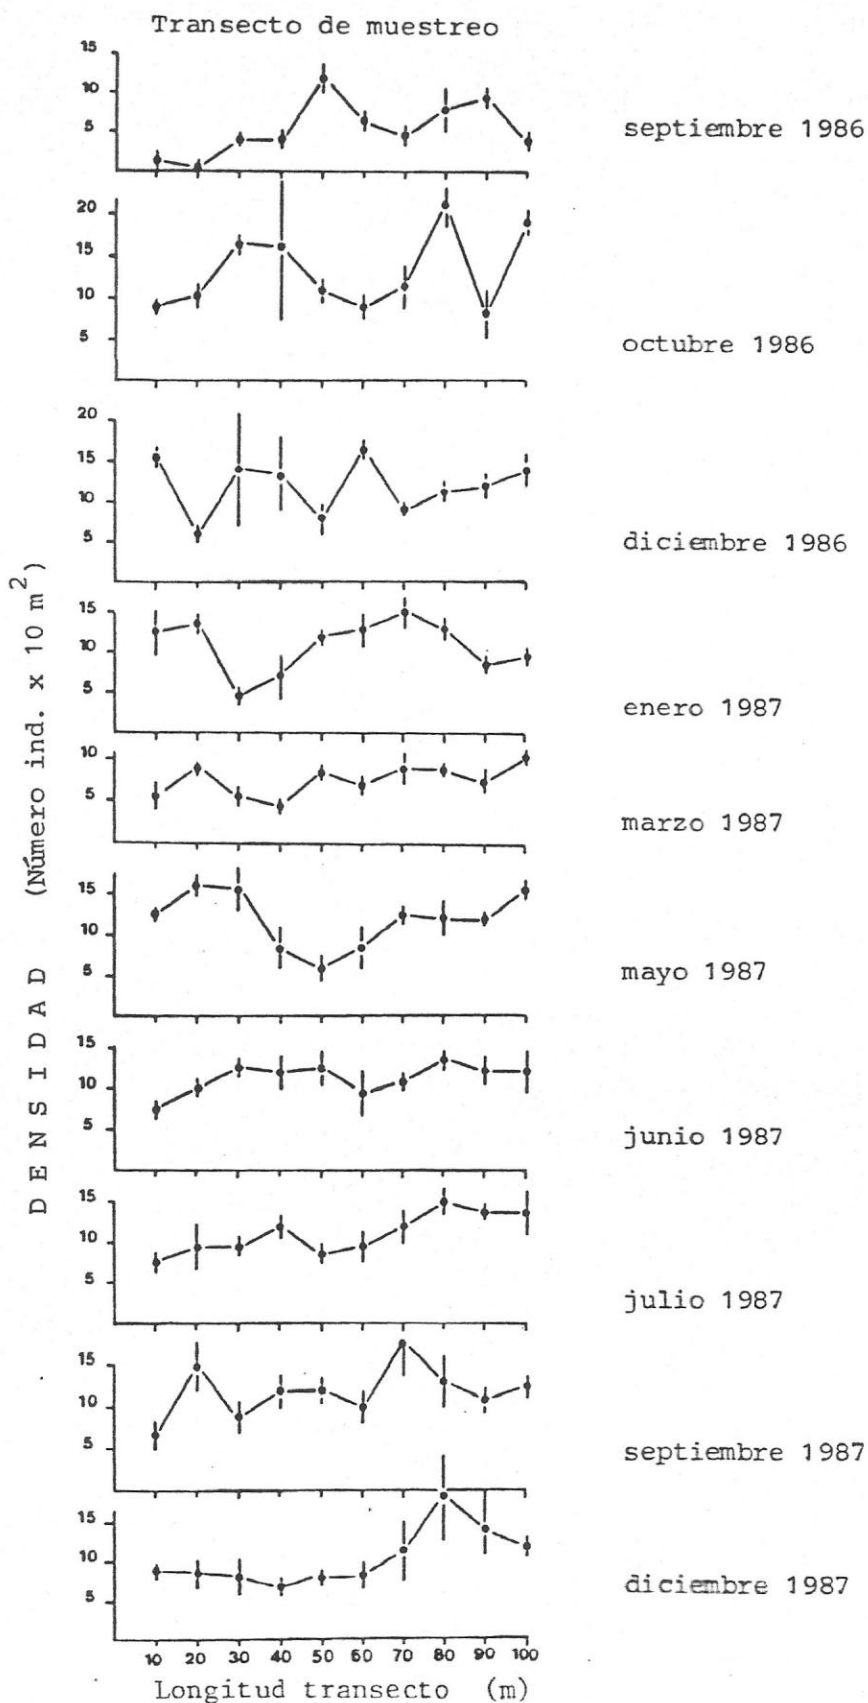 Transecto de muestreo
15
10
5
septiembre 1986
20
15
10
5
octubre 1986
20
15
10
5
diciembre 1986
15
10
5
enero 1987
10
5
marzo 1987
15
10
5
mayo 1987
15
10
5
junio 1987
15
10
5
julio 1987
15
10
5
septiembre 1987
15
10
5
diciembre 1987
10 20 30 40 50 60 70 80 90 100
Longitud transecto (m)
DENSIDAD (Número ind. x 10 m²)